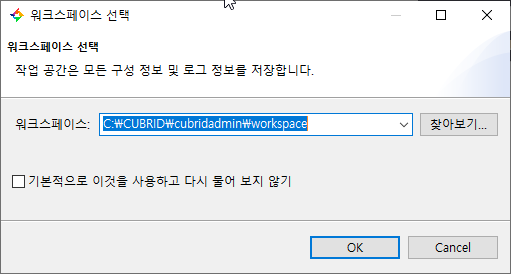 워크스페이스 선택
워크스페이스 선택
작업 공간은 모든 구성 정보 및 로그 정보를 저장합니다.
워크스페이스: C:₩CUBRID₩cubridadmin₩workspace 찾아보기...
기본적으로 이것을 사용하고 다시 물어 보지 않기
OK Cancel